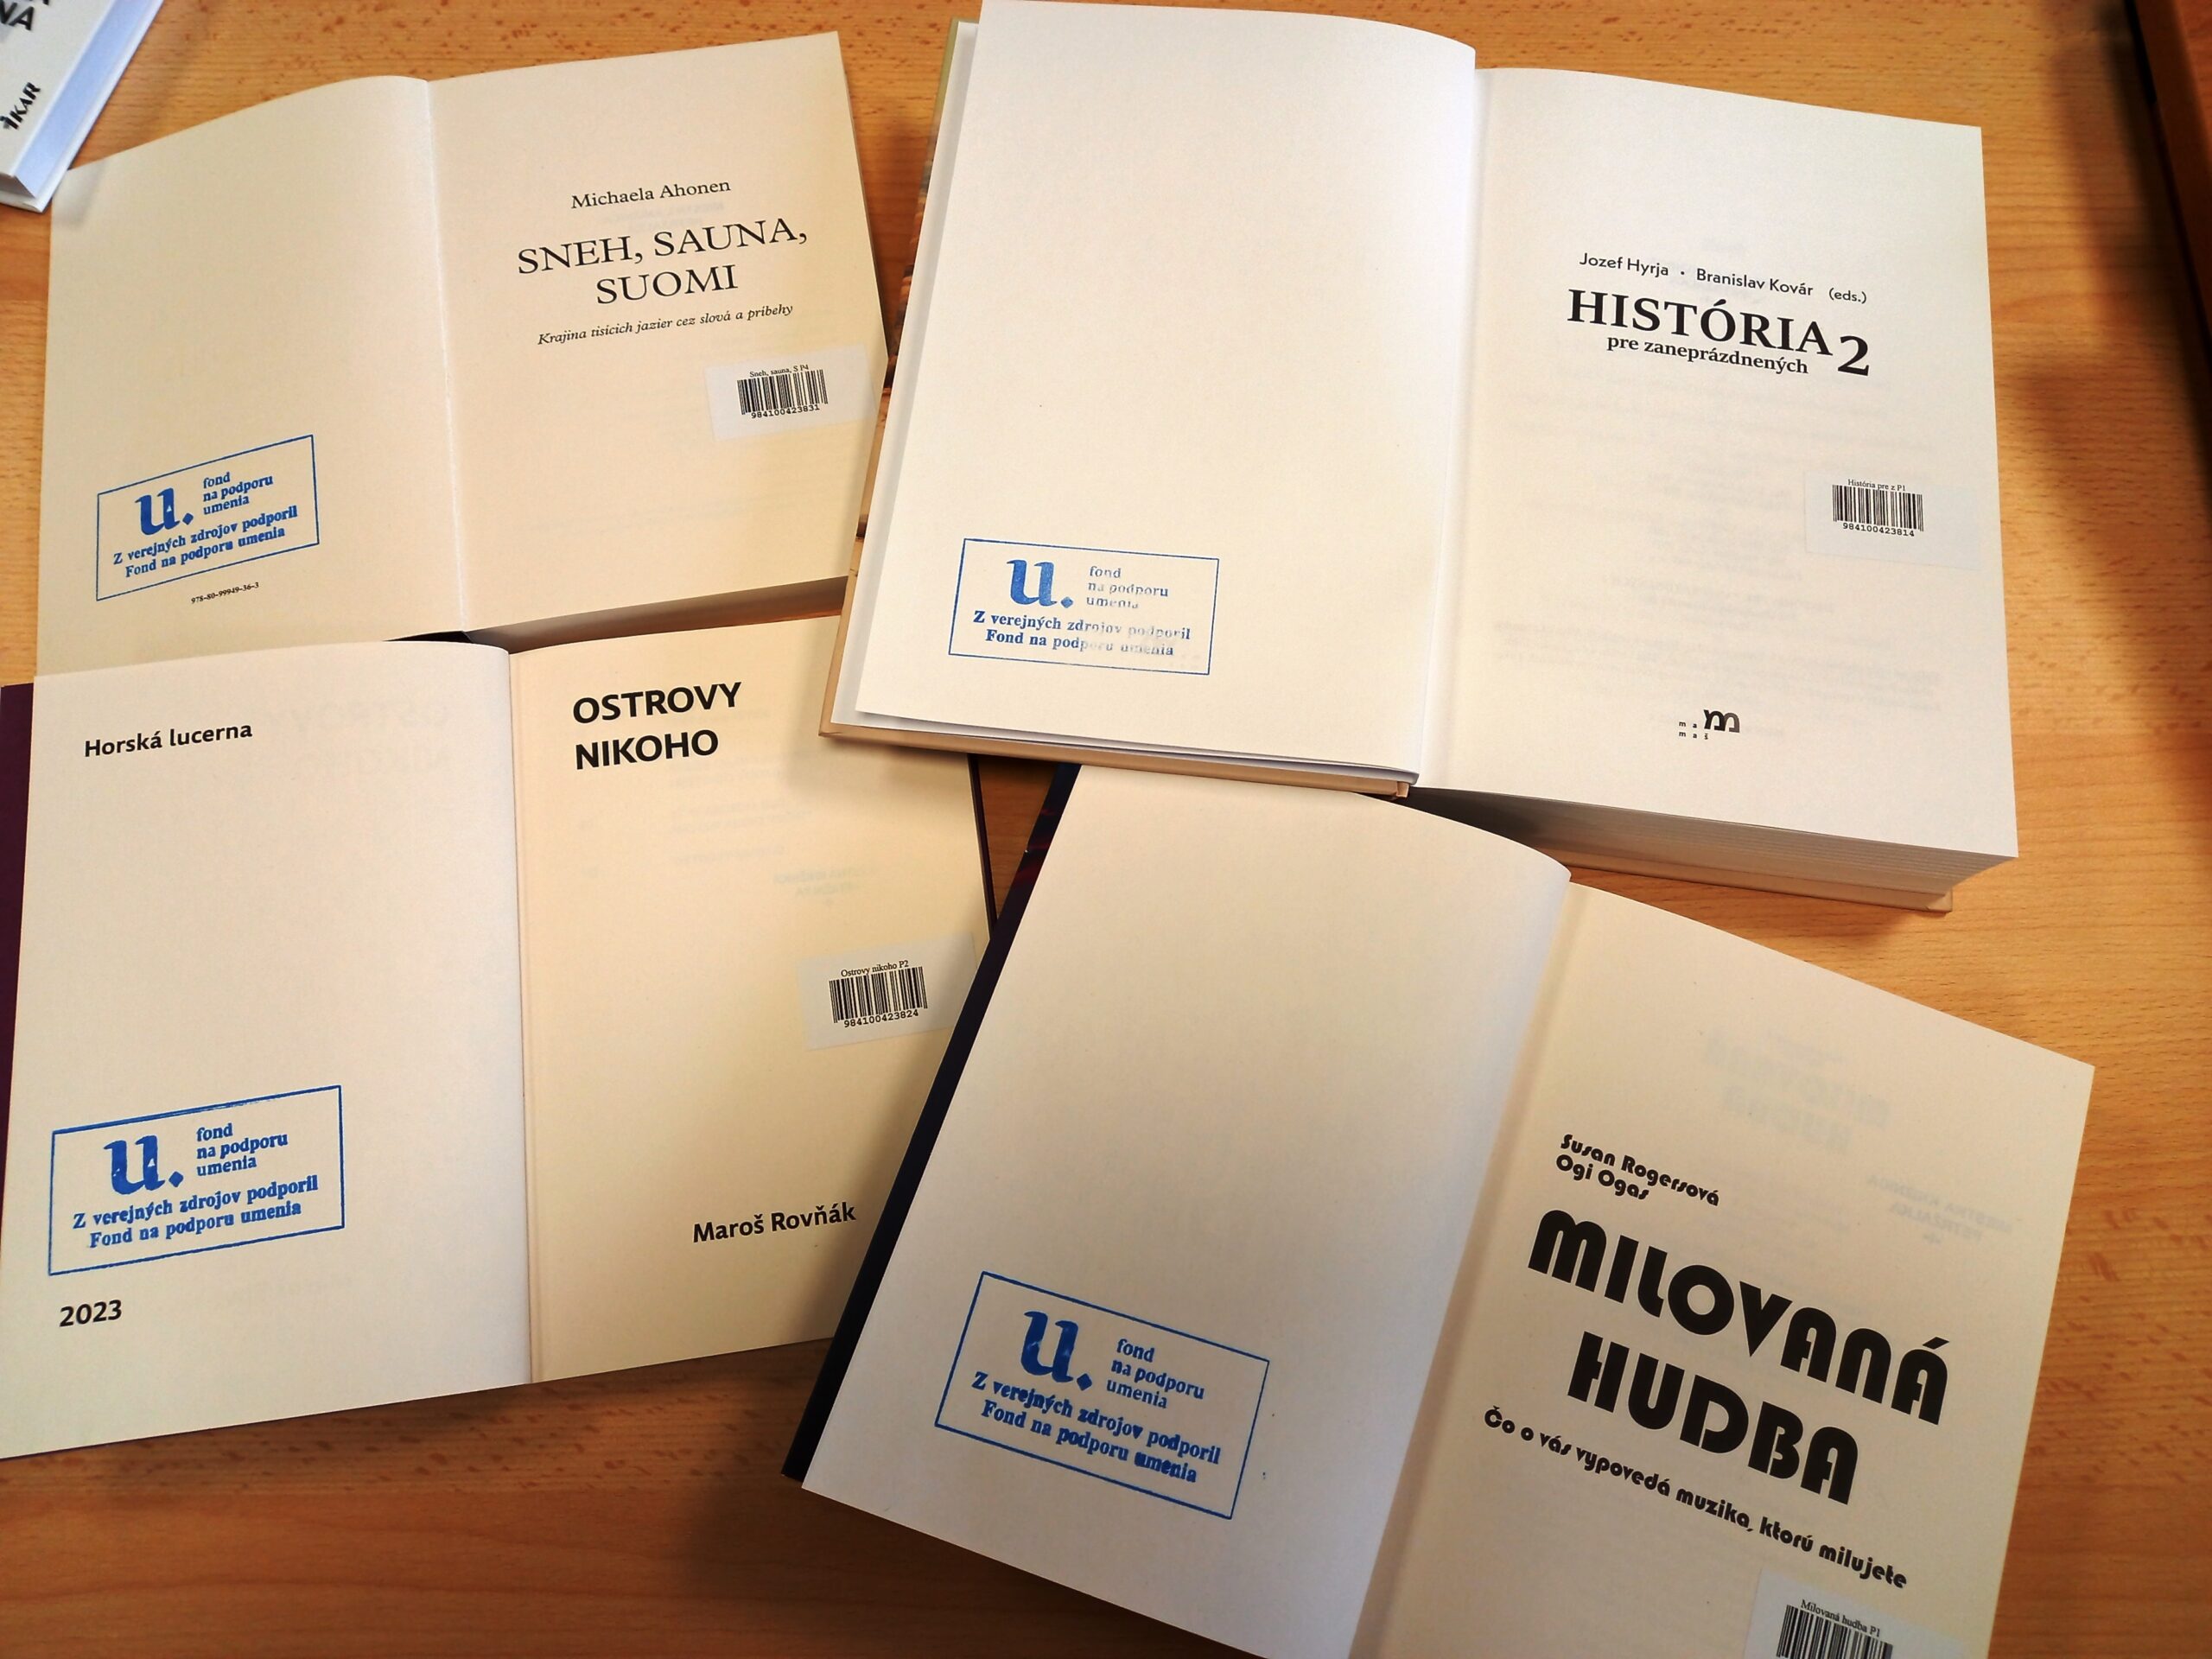 NA
IKAR
Michaela Ahonen
SNEH, SAUNA,
SUOMI
Krajina tisícich jazier cez slová a príbehy
Sneh, sauna, S P4
984100423831
u.
fond
na podporu
umenia
Z verejných zdrojov podporil
Fond na podporu umenia
978-80-99949-36-3
Jozef Hyrja • Branislav Kovár (eds.)
HISTÓRIA 2
pre zaneprázdnených
História pre z P1
984100423814
ma
maš
m
u.
fond
na podporu
umenia
Z verejných zdrojov podporil
Fond na podporu umenia
Horská lucerna
u.
fond
na podporu
umenia
Z verejných zdrojov podporil
Fond na podporu umenia
2023
OSTROVY
NIKOHO
Ostrovy nikoho P2
984100423824
Maroš Rovňák
u.
fond
na podporu
umenia
Z verejných zdrojov podporil
Fond na podporu umenia
Susan Rogersová
Ogi Ogas
MILOVANÁ
HUDBA
Čo o vás vypovedá muzika, ktorú milujete
Milovaná hudba P1